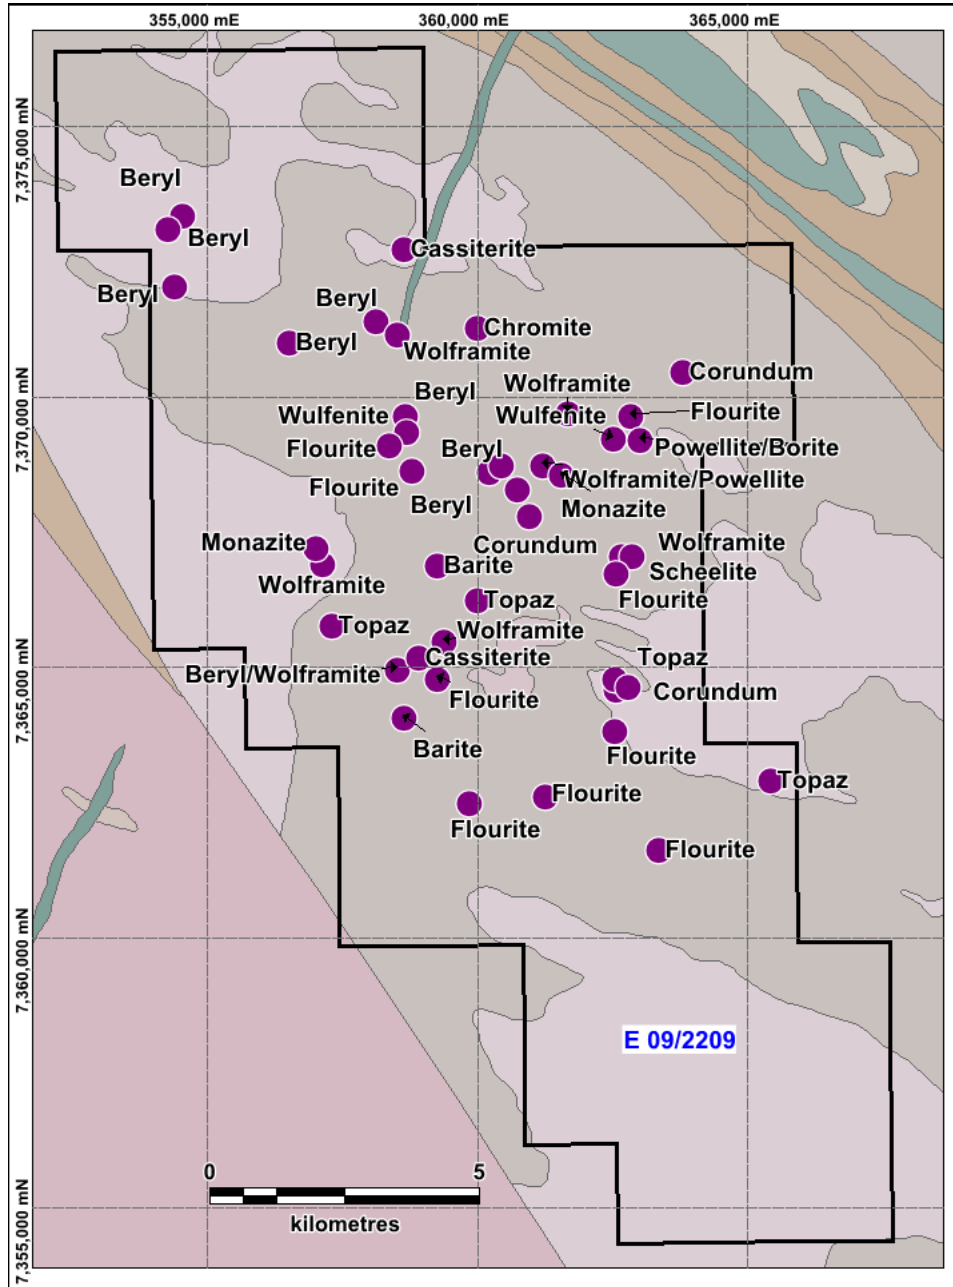 355,000 mE
360,000 mE
365,000 mE
7,375,000 mN
7,370,000 mN
7,365,000 mN
7,360,000 mN
7,355,000 mN
Beryl
Beryl
Cassiterite
Beryl
Beryl
Chromite
Beryl
Wolframite
Corundum
Wolframite
Beryl
Flourite
Wulfenite
Wulfenite
Flourite
Powellite/Borite
Beryl
Wolframite/Powellite
Flourite
Beryl
Monazite
Monazite
Corundum
Wolframite
Barite
Scheelite
Wolframite
Topaz
Flourite
Topaz
Wolframite
Cassiterite
Topaz
Beryl/Wolframite
Flourite
Corundum
Barite
Flourite
Topaz
Flourite
Flourite
Flourite
E 09/2209
0 5
kilometres